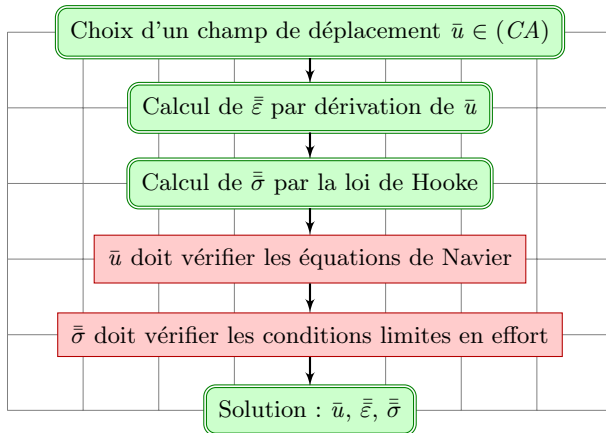 Choix d'un champ de déplacement ū ∈ (CA)
Calcul de ε̿ par dérivation de ū
Calcul de σ̿ par la loi de Hooke
ū doit vérifier les équations de Navier
σ̿ doit vérifier les conditions limites en effort
Solution : ū, ε̿, σ̿